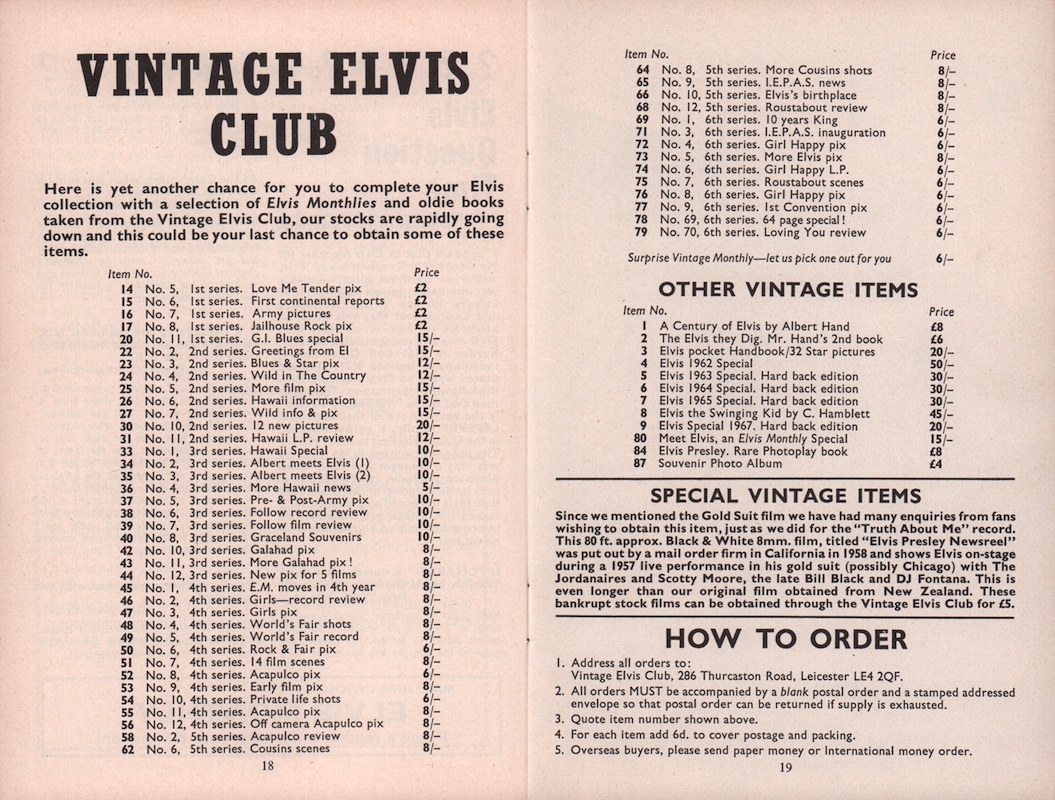 VINTAGE ELVIS
CLUB
Here is yet another chance for you to complete your Elvis
collection with a selection of Elvis Monthlies and oldie books
taken from the Vintage Elvis Club, our stocks are rapidly going
down and this could be your last chance to obtain some of these
items.
Item No. Price
14 No. 5, 1st series. Love Me Tender pix £2
15 No. 6, 1st series. First continental reports £2
16 No. 7, 1st series. Army pictures £2
17 No. 8, 1st series. Jailhouse Rock pix £2
20 No. 11, 1st series. G.I. Blues special 15/–
22 No. 2, 2nd series. Greetings from El 15/–
23 No. 3, 2nd series. Blues & Star pix 12/–
24 No. 4, 2nd series. Wild in The Country 12/–
25 No. 5, 2nd series. More film pix 15/–
26 No. 6, 2nd series. Hawaii information 15/–
27 No. 7, 2nd series. Wild info & pix 15/–
30 No. 10, 2nd series. 12 new pictures 20/–
31 No. 11, 2nd series. Hawaii L.P. review 12/–
33 No. 1, 3rd series. Hawaii Special 10/–
34 No. 2, 3rd series. Albert meets Elvis (1) 10/–
35 No. 3, 3rd series. Albert meets Elvis (2) 10/–
36 No. 4, 3rd series. More Hawaii news 5/–
37 No. 5, 3rd series. Pre- & Post-Army pix 10/–
38 No. 6, 3rd series. Follow record review 10/–
39 No. 7, 3rd series. Follow film review 10/–
40 No. 8, 3rd series. Graceland Souvenirs 10/–
42 No. 10, 3rd series. Galahad pix 8/–
43 No. 11, 3rd series. More Galahad pix! 8/–
44 No. 12, 3rd series. New pix for 5 films 8/–
45 No. 1, 4th series. E.M. moves in 4th year 8/–
46 No. 2, 4th series. Girls—record review 8/–
47 No. 3, 4th series. Girls pix 8/–
48 No. 4, 4th series. World's Fair shots 8/–
49 No. 5, 4th series. World's Fair record 8/–
50 No. 6, 4th series. Rock & Fair pix 6/–
51 No. 7, 4th series. 14 film scenes 8/–
52 No. 8, 4th series. Acapulco pix 6/–
53 No. 9, 4th series. Early film pix 8/–
54 No. 10, 4th series. Private life shots 6/–
55 No. 11, 4th series. Acapulco pix 8/–
56 No. 12, 4th series. Off camera Acapulco pix 8/–
58 No. 2, 5th series. Acapulco review 8/–
62 No. 6, 5th series. Cousins scenes 8/–
18
Item No. Price
64 No. 8, 5th series. More Cousins shots 8/–
65 No. 9, 5th series. I.E.P.A.S. news 8/–
66 No. 10, 5th series. Elvis's birthplace 8/–
68 No. 12, 5th series. Roustabout review 8/–
69 No. 1, 6th series. 10 years King 6/–
71 No. 3, 6th series. I.E.P.A.S. inauguration 6/–
72 No. 4, 6th series. Girl Happy pix 6/–
73 No. 5, 6th series. More Elvis pix 8/–
74 No. 6, 6th series. Girl Happy L.P. 6/–
75 No. 7, 6th series. Roustabout scenes 6/–
76 No. 8, 6th series. Girl Happy pix 6/–
77 No. 9, 6th series. 1st Convention pix 6/–
78 No. 69, 6th series. 64 page special! 6/–
79 No. 70, 6th series. Loving You review 6/–
Surprise Vintage Monthly—let us pick one out for you 6/–
OTHER VINTAGE ITEMS
Item No. Price
1 A Century of Elvis by Albert Hand £8
2 The Elvis they Dig. Mr. Hand's 2nd book £6
3 Elvis pocket Handbook/32 Star pictures 20/–
4 Elvis 1962 Special 50/–
5 Elvis 1963 Special. Hard back edition 30/–
6 Elvis 1964 Special. Hard back edition 30/–
7 Elvis 1965 Special. Hard back edition 30/–
8 Elvis the Swinging Kid by C. Hamblett 45/–
9 Elvis Special 1967. Hard back edition 20/–
80 Meet Elvis, an Elvis Monthly Special 15/–
84 Elvis Presley. Rare Photoplay book £8
87 Souvenir Photo Album £4
SPECIAL VINTAGE ITEMS
Since we mentioned the Gold Suit film we have had many enquiries from fans
wishing to obtain this item, just as we did for the "Truth About Me" record.
This 80 ft. approx. Black & White 8mm. film, titled "Elvis Presley Newsreel"
was put out by a mail order firm in California in 1958 and shows Elvis on-stage
during a 1957 live performance in his gold suit (possibly Chicago) with The
Jordanaires and Scotty Moore, the late Bill Black and DJ Fontana. This is
even longer than our original film obtained from New Zealand. These
bankrupt stock films can be obtained through the Vintage Elvis Club for £5.
HOW TO ORDER
1. Address all orders to:
Vintage Elvis Club, 286 Thurcaston Road, Leicester LE4 2QF.
2. All orders MUST be accompanied by a blank postal order and a stamped addressed
envelope so that postal order can be returned if supply is exhausted.
3. Quote item number shown above.
4. For each item add 6d. to cover postage and packing.
5. Overseas buyers, please send paper money or International money order.
19